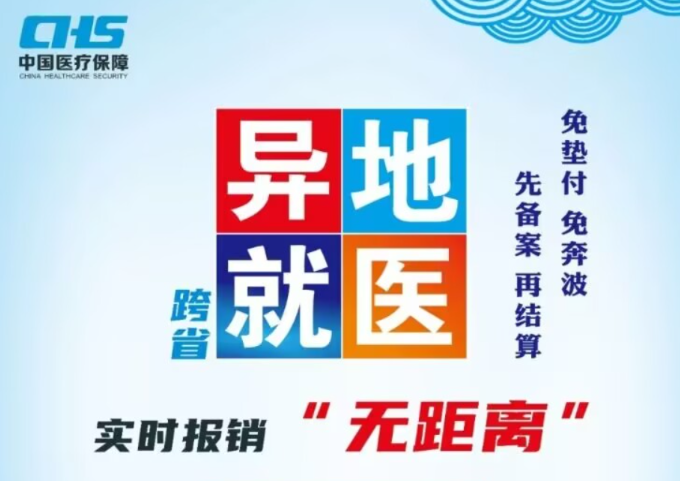 CHS
中国医疗保障
CHINA HEALTHCARE SECURITY
异地
就医
跨省
免垫付 免奔波
先备案 再结算
实时报销“无距离”